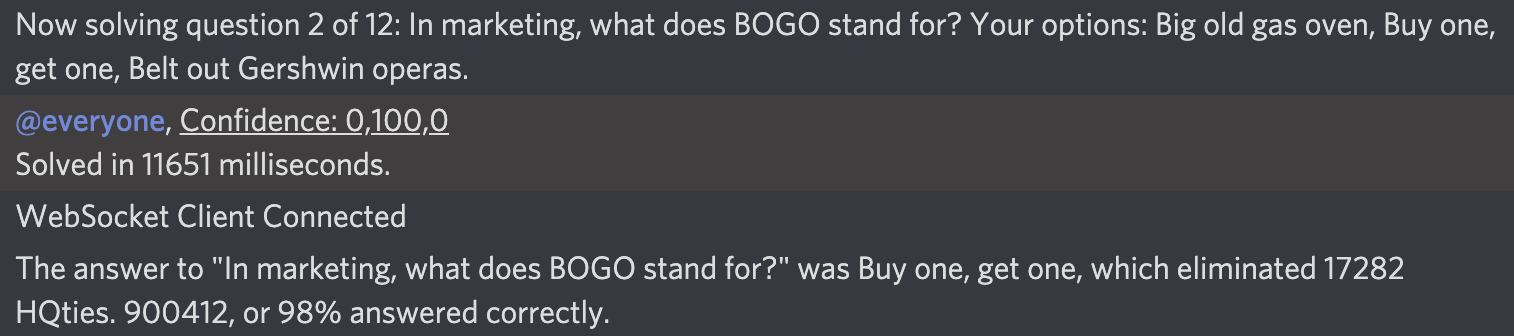 Now solving question 2 of 12: In marketing, what does BOGO stand for? Your options: Big old gas oven, Buy one,
get one, Belt out Gershwin operas.
@everyone, Confidence: 0,100,0
Solved in 11651 milliseconds.
WebSocket Client Connected
The answer to "In marketing, what does BOGO stand for?" was Buy one, get one, which eliminated 17282
HQties. 900412, or 98% answered correctly.